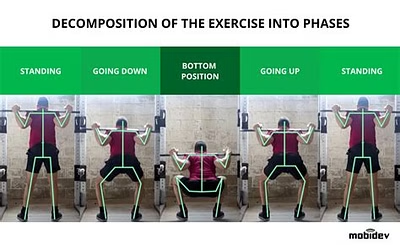 DECOMPOSITION OF THE EXERCISE INTO PHASES
STANDING
GOING DOWN
BOTTOM
POSITION
GOING UP
STANDING
mobidev